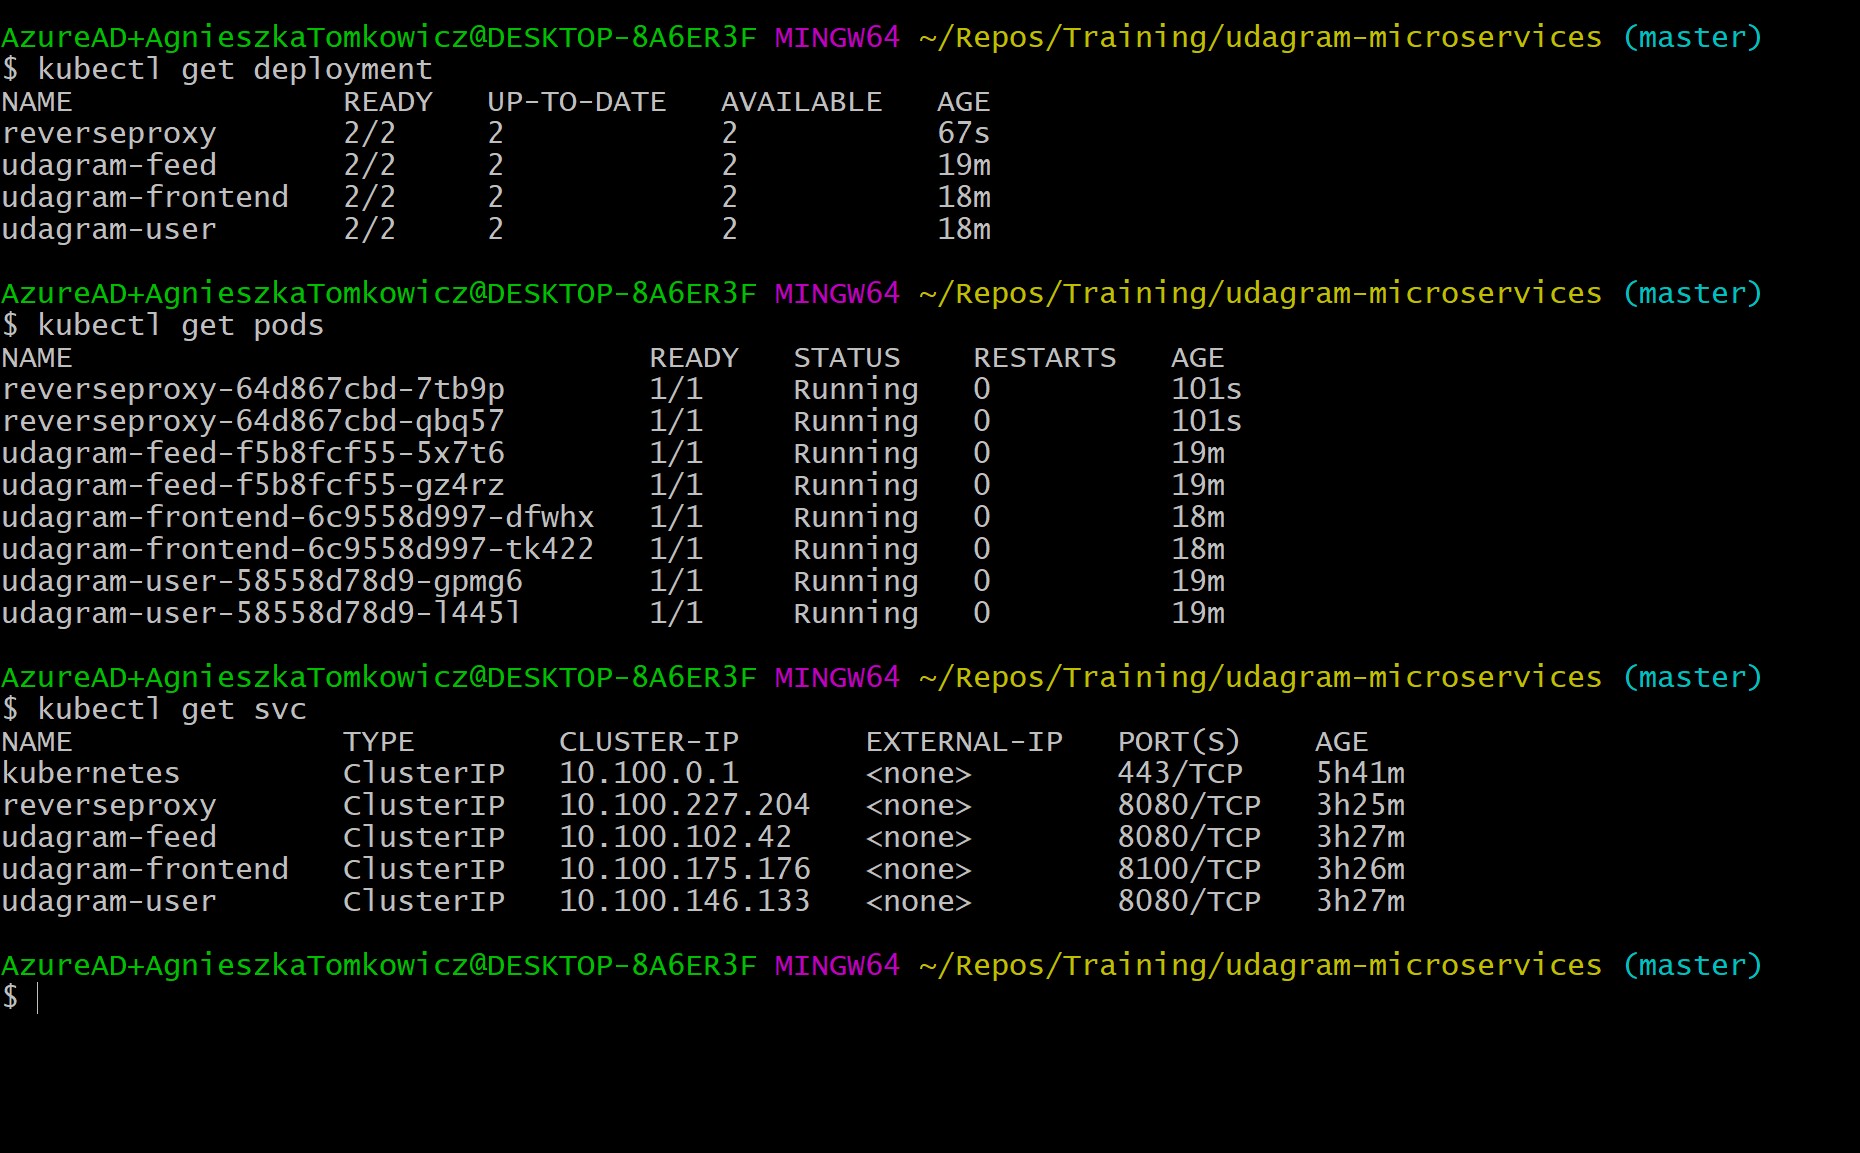 AzureAD+AgnieszkaTomkowicz@DESKTOP-8A6ER3F MINGW64 ~/Repos/Training/udagram-microservices (master)
$ kubectl get deployment
NAME READY UP-TO-DATE AVAILABLE AGE
reverseproxy 2/2 2 2 67s
udagram-feed 2/2 2 2 19m
udagram-frontend 2/2 2 2 18m
udagram-user 2/2 2 2 18m
AzureAD+AgnieszkaTomkowicz@DESKTOP-8A6ER3F MINGW64 ~/Repos/Training/udagram-microservices (master)
$ kubectl get pods
NAME READY STATUS RESTARTS AGE
reverseproxy-64d867cbd-7tb9p 1/1 Running 0 101s
reverseproxy-64d867cbd-qbq57 1/1 Running 0 101s
udagram-feed-f5b8fcf55-5x7t6 1/1 Running 0 19m
udagram-feed-f5b8fcf55-gz4rz 1/1 Running 0 19m
udagram-frontend-6c9558d997-dfwhx 1/1 Running 0 18m
udagram-frontend-6c9558d997-tk422 1/1 Running 0 18m
udagram-user-58558d78d9-gpmg6 1/1 Running 0 19m
udagram-user-58558d78d9-l445l 1/1 Running 0 19m
AzureAD+AgnieszkaTomkowicz@DESKTOP-8A6ER3F MINGW64 ~/Repos/Training/udagram-microservices (master)
$ kubectl get svc
NAME TYPE CLUSTER-IP EXTERNAL-IP PORT(S) AGE
kubernetes ClusterIP 10.100.0.1 <none> 443/TCP 5h41m
reverseproxy ClusterIP 10.100.227.204 <none> 8080/TCP 3h25m
udagram-feed ClusterIP 10.100.102.42 <none> 8080/TCP 3h27m
udagram-frontend ClusterIP 10.100.175.176 <none> 8100/TCP 3h26m
udagram-user ClusterIP 10.100.146.133 <none> 8080/TCP 3h27m
AzureAD+AgnieszkaTomkowicz@DESKTOP-8A6ER3F MINGW64 ~/Repos/Training/udagram-microservices (master)
$